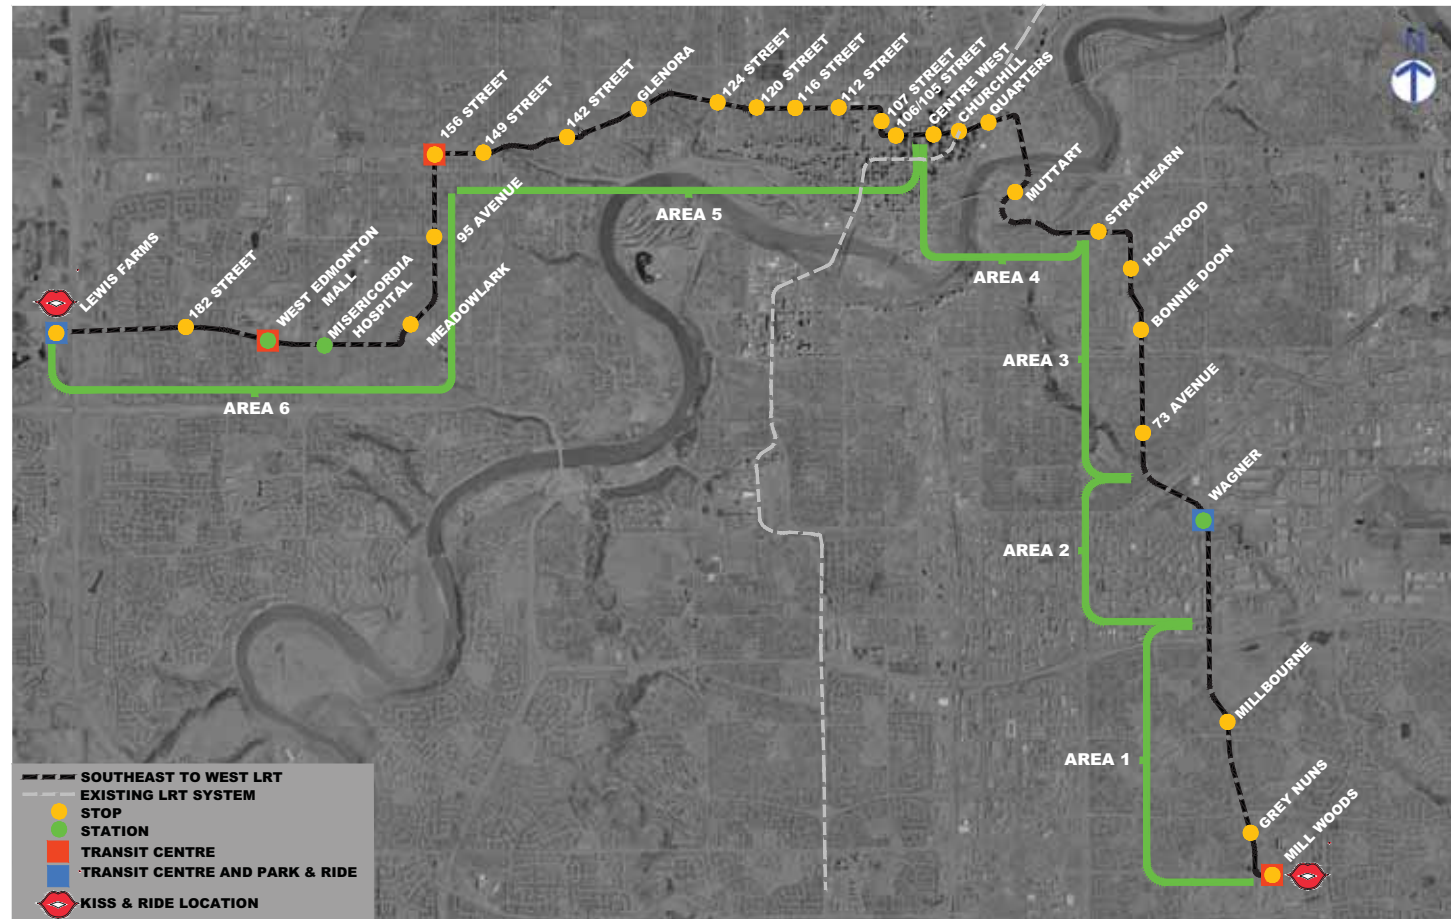 N
156 STREET
149 STREET
142 STREET
GLENORA
124 STREET
120 STREET
116 STREET
112 STREET
107 STREET
106/105 STREET
CENTRE WEST
CHURCHILL
QUARTERS
MUTTART
STRATHEARN
HOLYROOD
BONNIE DOON
73 AVENUE
WAGNER
MILLBOURNE
GREY NUNS
MILL WOODS
95 AVENUE
MEADOWLARK
MISERICORDIA
HOSPITAL
WEST EDMONTON
MALL
182 STREET
LEWIS FARMS
AREA 5
AREA 4
AREA 3
AREA 6
AREA 2
AREA 1
SOUTHEAST TO WEST LRT
EXISTING LRT SYSTEM
STOP
STATION
TRANSIT CENTRE
TRANSIT CENTRE AND PARK & RIDE
KISS & RIDE LOCATION